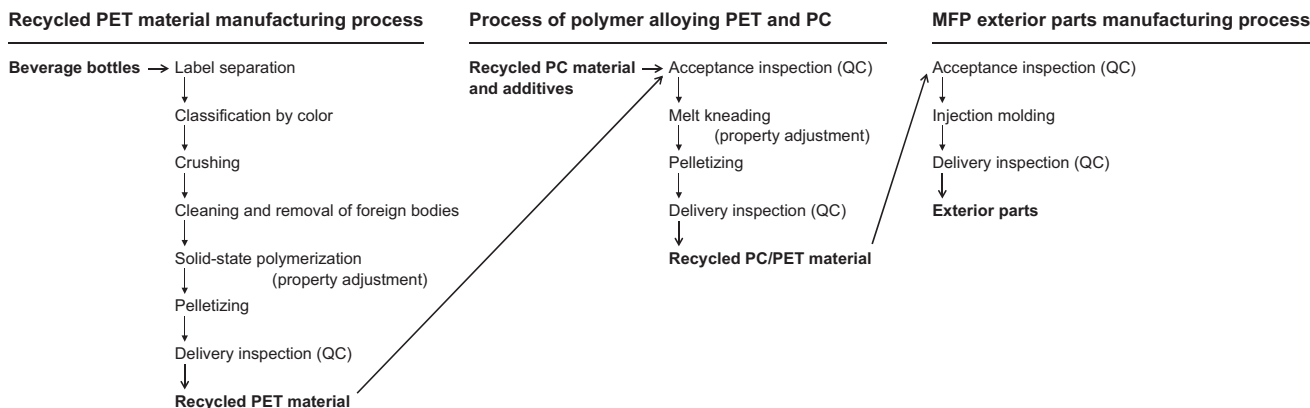 Recycled PET material manufacturing process
Beverage bottles
Label separation
Classification by color
Crushing
Cleaning and removal of foreign bodies
Solid-state polymerization
(property adjustment)
Pelletizing
Delivery inspection (QC)
Recycled PET material
Process of polymer alloying PET and PC
Recycled PC material
and additives
Acceptance inspection (QC)
Melt kneading
(property adjustment)
Pelletizing
Delivery inspection (QC)
Recycled PC/PET material
MFP exterior parts manufacturing process
Acceptance inspection (QC)
Injection molding
Delivery inspection (QC)
Exterior parts